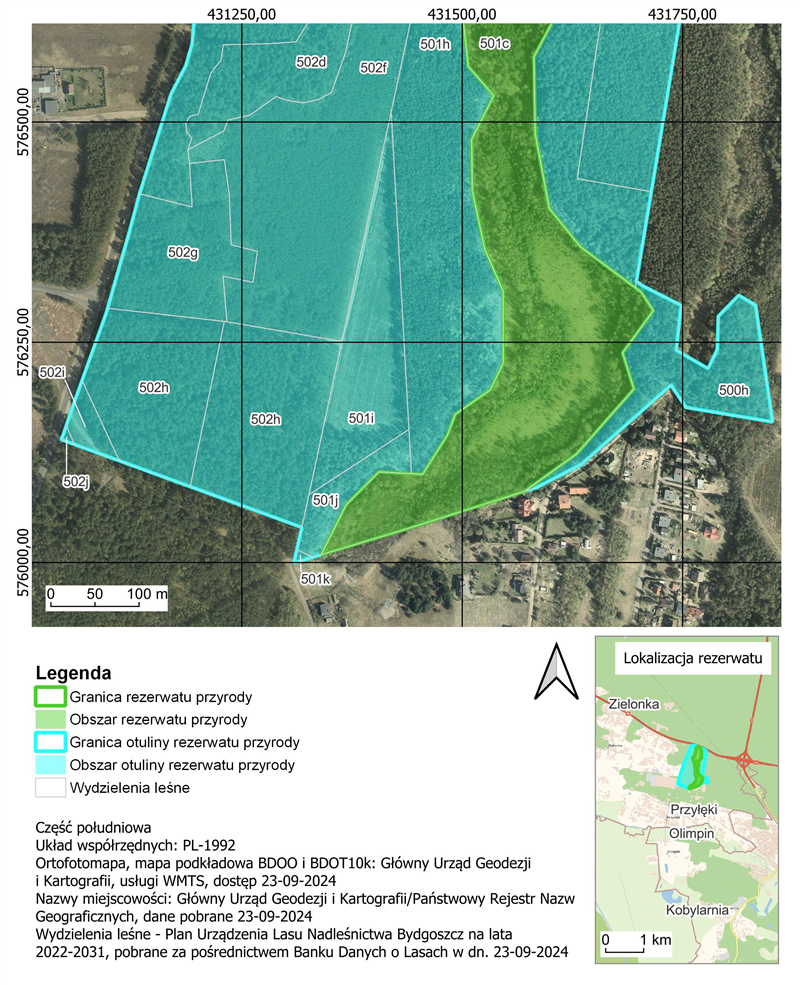 431250,00
431500,00
431750,00
576500,00
576250,00
576000,00
502d
502f
501h
501c
502g
502i
502h
502h
501i
500h
502j
501j
501k
0 50 100 m
Legenda
Granica rezerwatu przyrody
Obszar rezerwatu przyrody
Granica otuliny rezerwatu przyrody
Obszar otuliny rezerwatu przyrody
Wydzielenia leśne
Część południowa
Układ współrzędnych: PL-1992
Ortofotomapa, mapa podkładowa BDOO i BDOT10k: Główny Urząd Geodezji
i Kartografii, usługi WMTS, dostęp 23-09-2024
Nazwy miejscowości: Główny Urząd Geodezji i Kartografii/Państwowy Rejestr Nazw
Geograficznych, dane pobrane 23-09-2024
Wydzielenia leśne - Plan Urządzenia Lasu Nadleśnictwa Bydgoszcz na lata
2022-2031, pobrane za pośrednictwem Banku Danych o Lasach w dn. 23-09-2024
Lokalizacja rezerwatu
Zielonka
Przyłęki
Olimpin
Kobylarnia
0 1 km